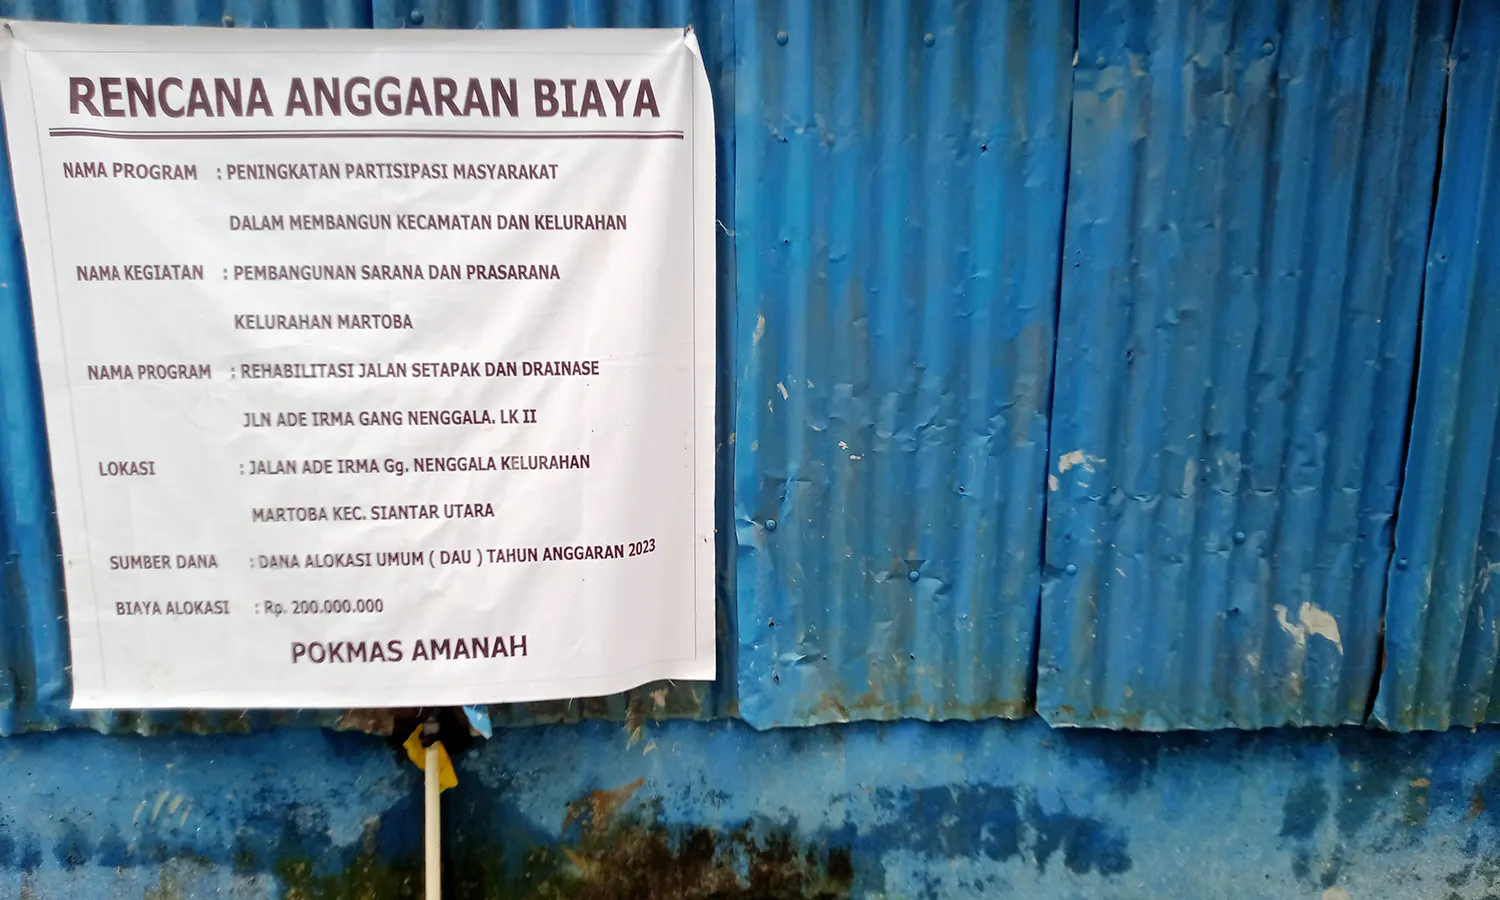 RENCANA ANGGARAN BIAYA
NAMA PROGRAM : PENINGKATAN PARTISIPASI MASYARAKAT
DALAM MEMBANGUN KECAMATAN DAN KELURAHAN
NAMA KEGIATAN : PEMBANGUNAN SARANA DAN PRASARANA
KELURAHAN MARTOBA
NAMA PROGRAM : REHABILITASI JALAN SETAPAK DAN DRAINASE
JLN ADE IRMA GANG NENGGALA. LK II
LOKASI : JALAN ADE IRMA Gg. NENGGALA KELURAHAN
MARTOBA KEC. SIANTAR UTARA
SUMBER DANA : DANA ALOKASI UMUM ( DAU ) TAHUN ANGGARAN 2023
BIAYA ALOKASI : Rp. 200.000.000
POKMAS AMANAH